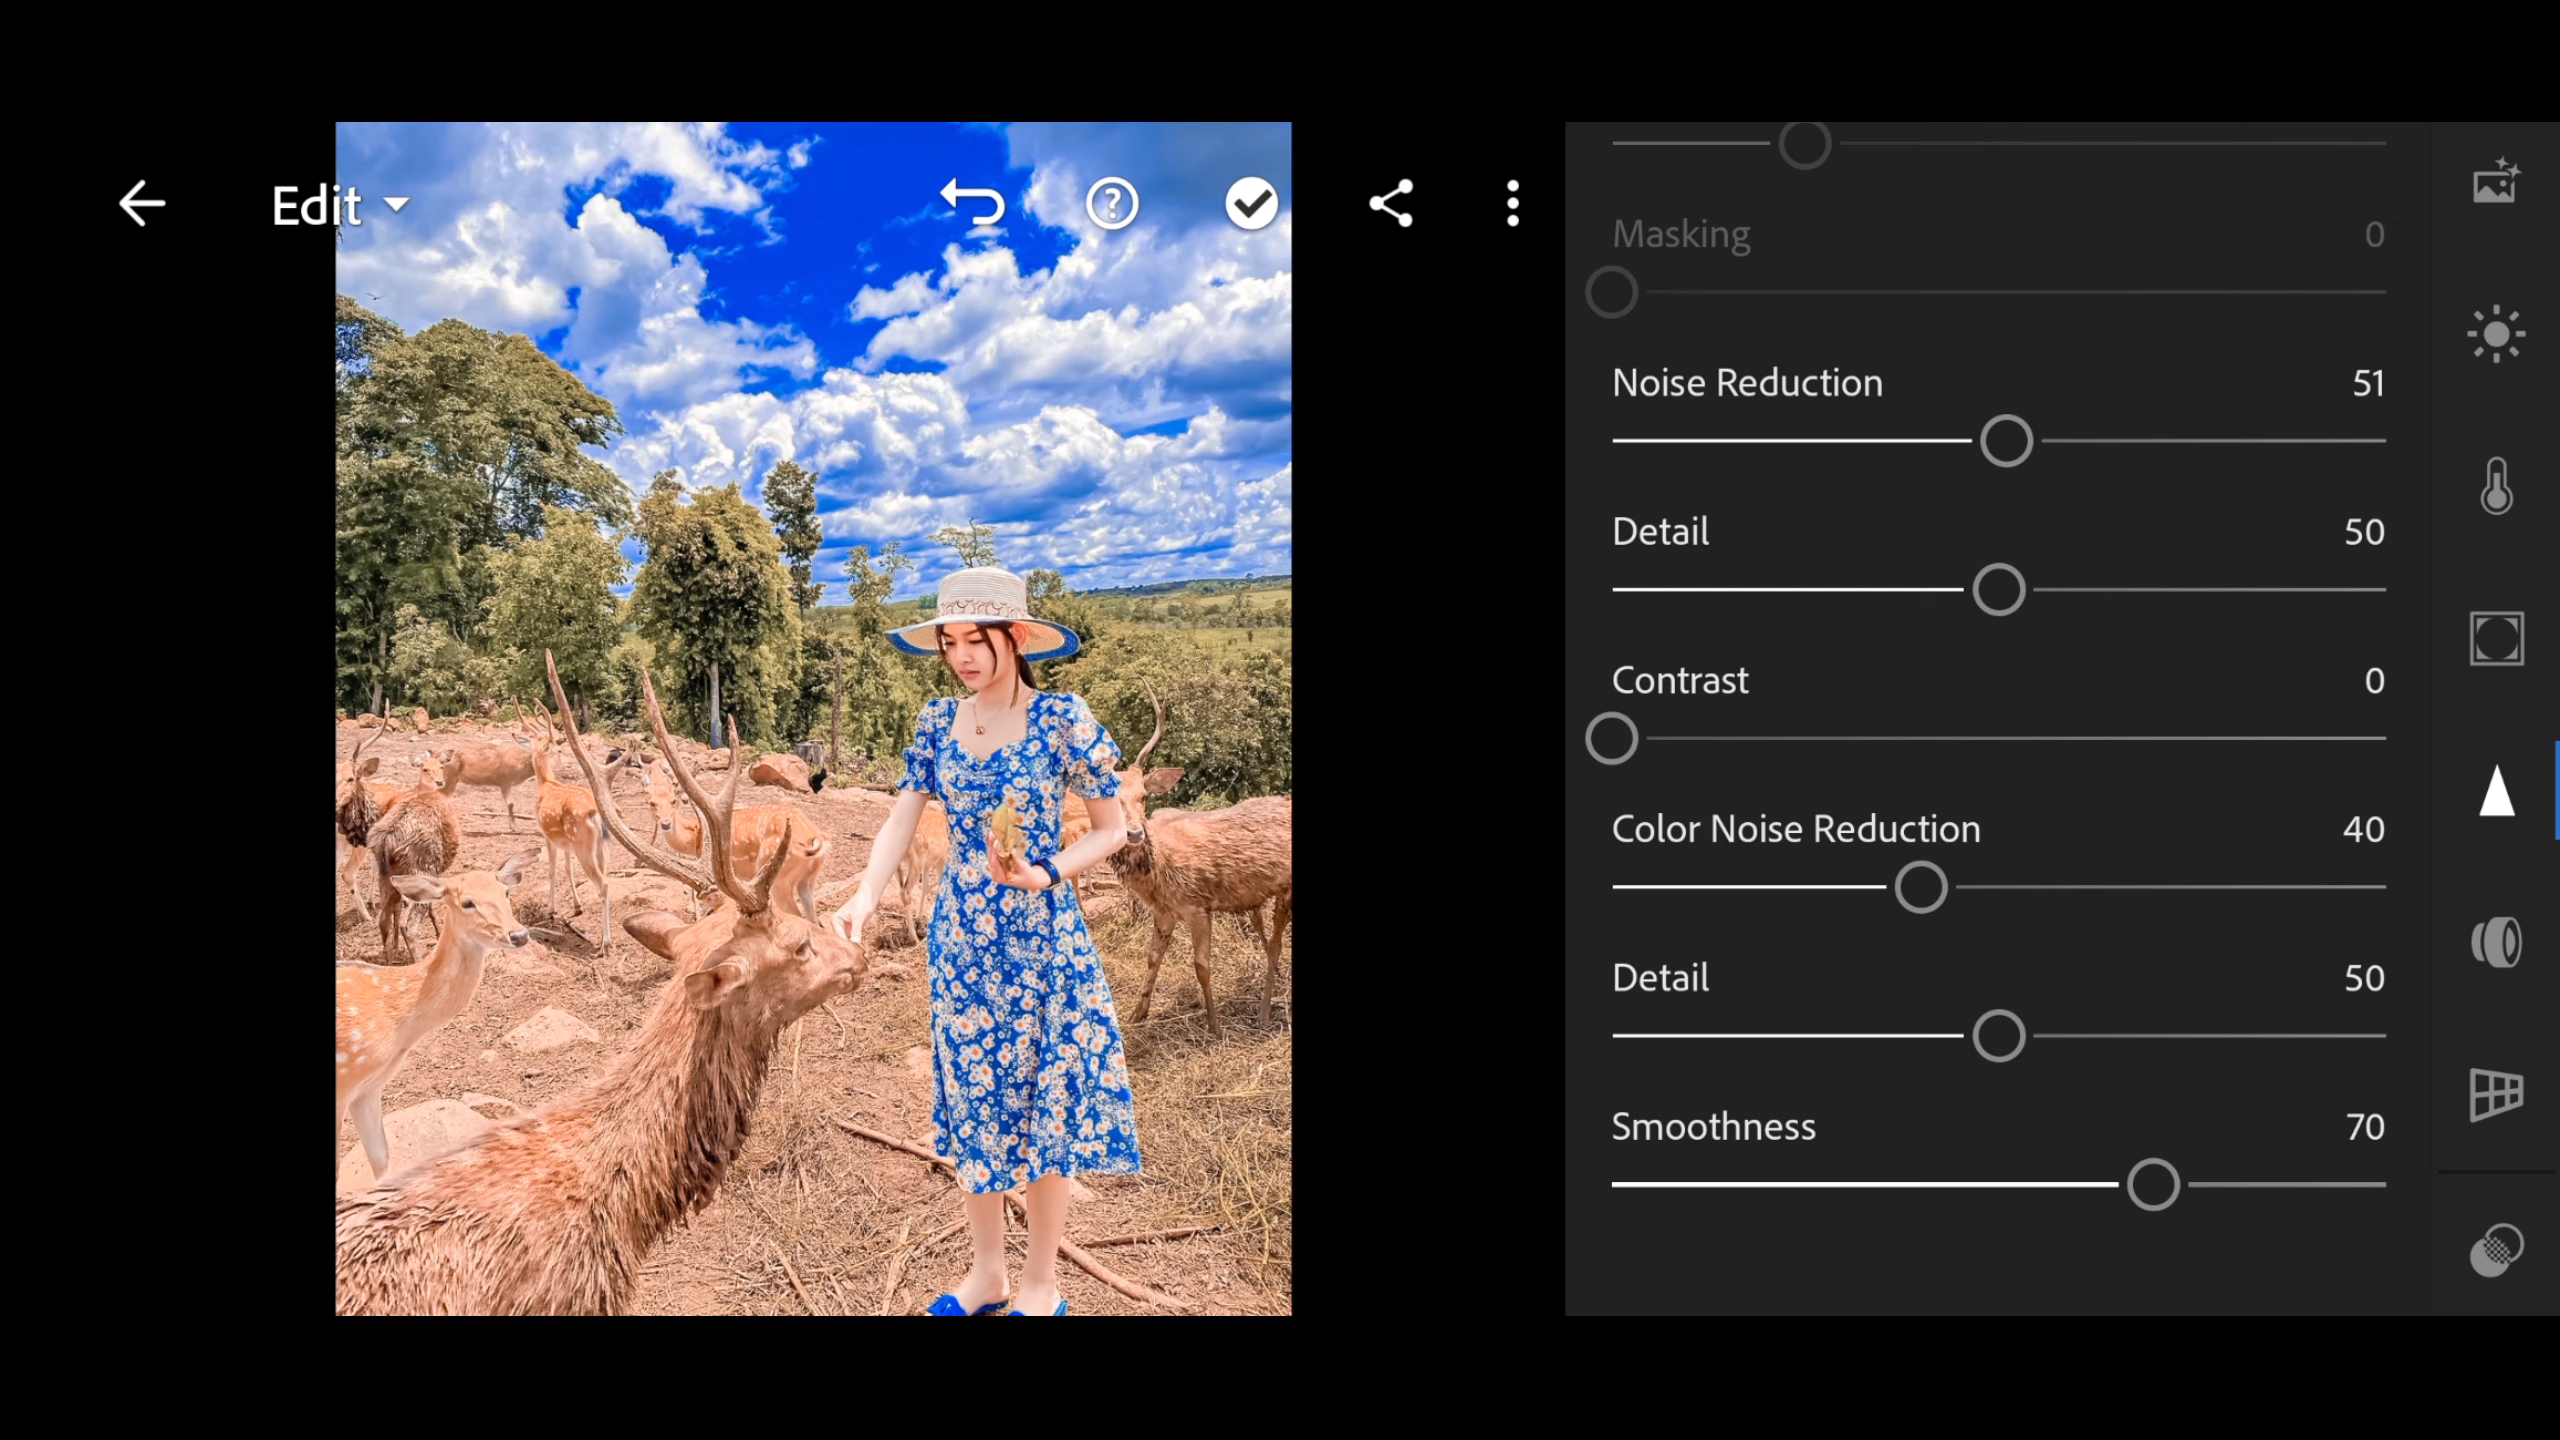 Edit
?
Masking 0
Noise Reduction 51
Detail 50
Contrast 0
Color Noise Reduction 40
Detail 50
Smoothness 70